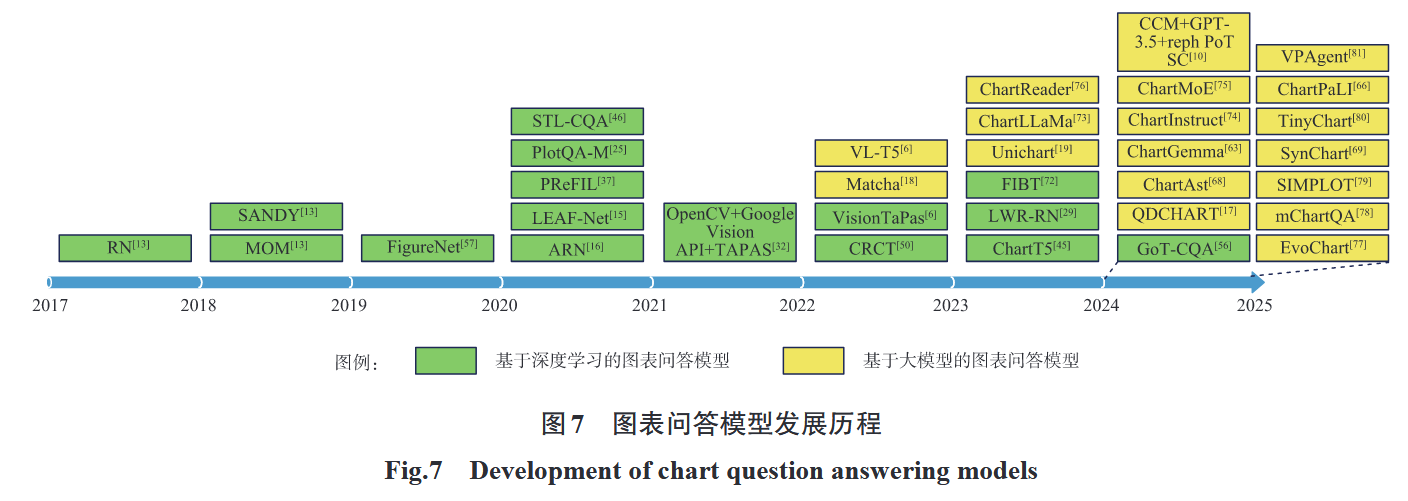 CCM+GPT-
3.5+reph PoT
SC[10]
VPAgent[81]
ChartReader[76]
ChartMoE[75]
ChartPaLI[66]
STL-CQA[46]
ChartLLaMa[73]
ChartInstruct[74]
TinyChart[80]
PlotQA-M[25]
VL-T5[6]
Unichart[19]
ChartGemma[63]
SynChart[69]
PReFIL[37]
Matcha[18]
FIBT[72]
ChartAst[68]
SIMPLOT[79]
SANDY[13]
LEAF-Net[15]
OpenCV+Google
Vision
API+TAPAS[32]
VisionTaPas[6]
LWR-RN[29]
QDCHART[17]
mChartQA[78]
RN[13]
MOM[13]
FigureNet[57]
ARN[16]
CRCT[50]
ChartT5[45]
GoT-CQA[56]
EvoChart[77]
2017 2018 2019 2020 2021 2022 2023 2024 2025
图例： 基于深度学习的图表问答模型 基于大模型的图表问答模型
图7 图表问答模型发展历程
Fig.7 Development of chart question answering models